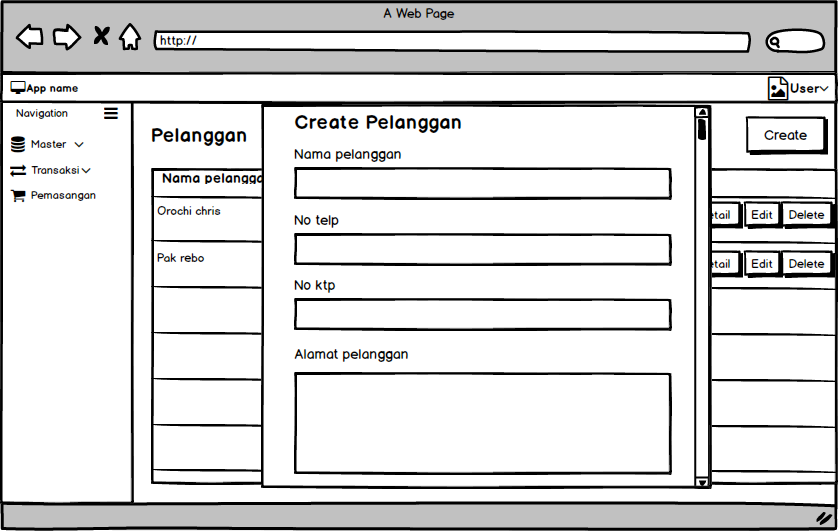 A Web Page
http://
App name
User
Navigation
Master
Transaksi
Pemasangan
Pelanggan
Create
Nama pelangga
Orochi chris
etail Edit Delete
Pak rebo
etail Edit Delete
Create Pelanggan
Nama pelanggan
No telp
No ktp
Alamat pelanggan